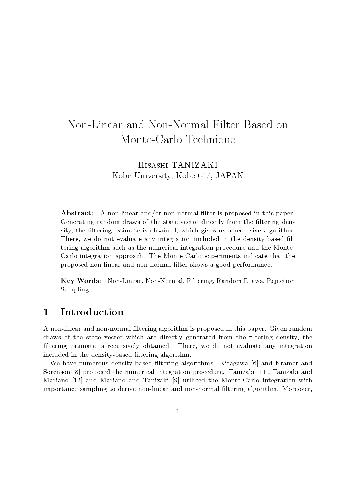 Non-Linear and Non-Normal Filter Based on
Monte-Carlo Technique
Hisashi TANIZAKI
Kobe University, Kobe 657, JAPAN
Abstract: A non-linear and/or non-normal filter is proposed in this paper.
Generating random draws of the state vector directly from the filtering den-
sity, the filtering estimate is obtained, which gives us a recursive algorithm.
There, we do not evaluate any integration included in the density-based fil-
tering algorithm such as the numerical integration procedure and the Monte-
Carlo integration approach. The Monte-Carlo experiments indicate that the
proposed non-linear and non-normal filter shows a good performance.
Key Words: Non-Linear, Non-Normal, Filtering, Random Draws, Rejection
Sampling.
1 Introduction
A non-linear and non-normal filtering algorithm is proposed in this paper. Given random
draws of the state vector which are directly generated from the filtering density, the
filtering estimate is recursively obtained. There, we do not evaluate any integration
included in the density-based filtering algorithm.
We have numerous density-based filtering algorithms. Kitagawa [6] and Kramer and
Sorenson [8] proposed the numerical integration procedure. Tanizaki Tanizaki and
Mariano and Mariano and Tanizaki [9] utilized the Monte-Carlo integration with
importance sampling to derive non-linear and non-normal filtering algorithm. Moreover,